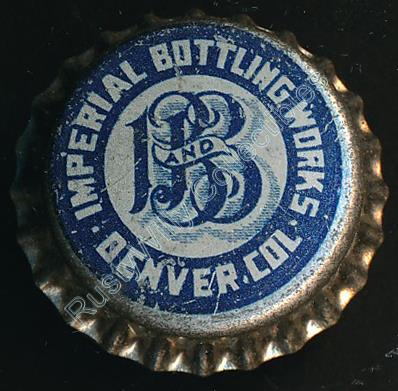 IMPERIAL BOTTLING WORKS
AND
B
DENVER, COL.